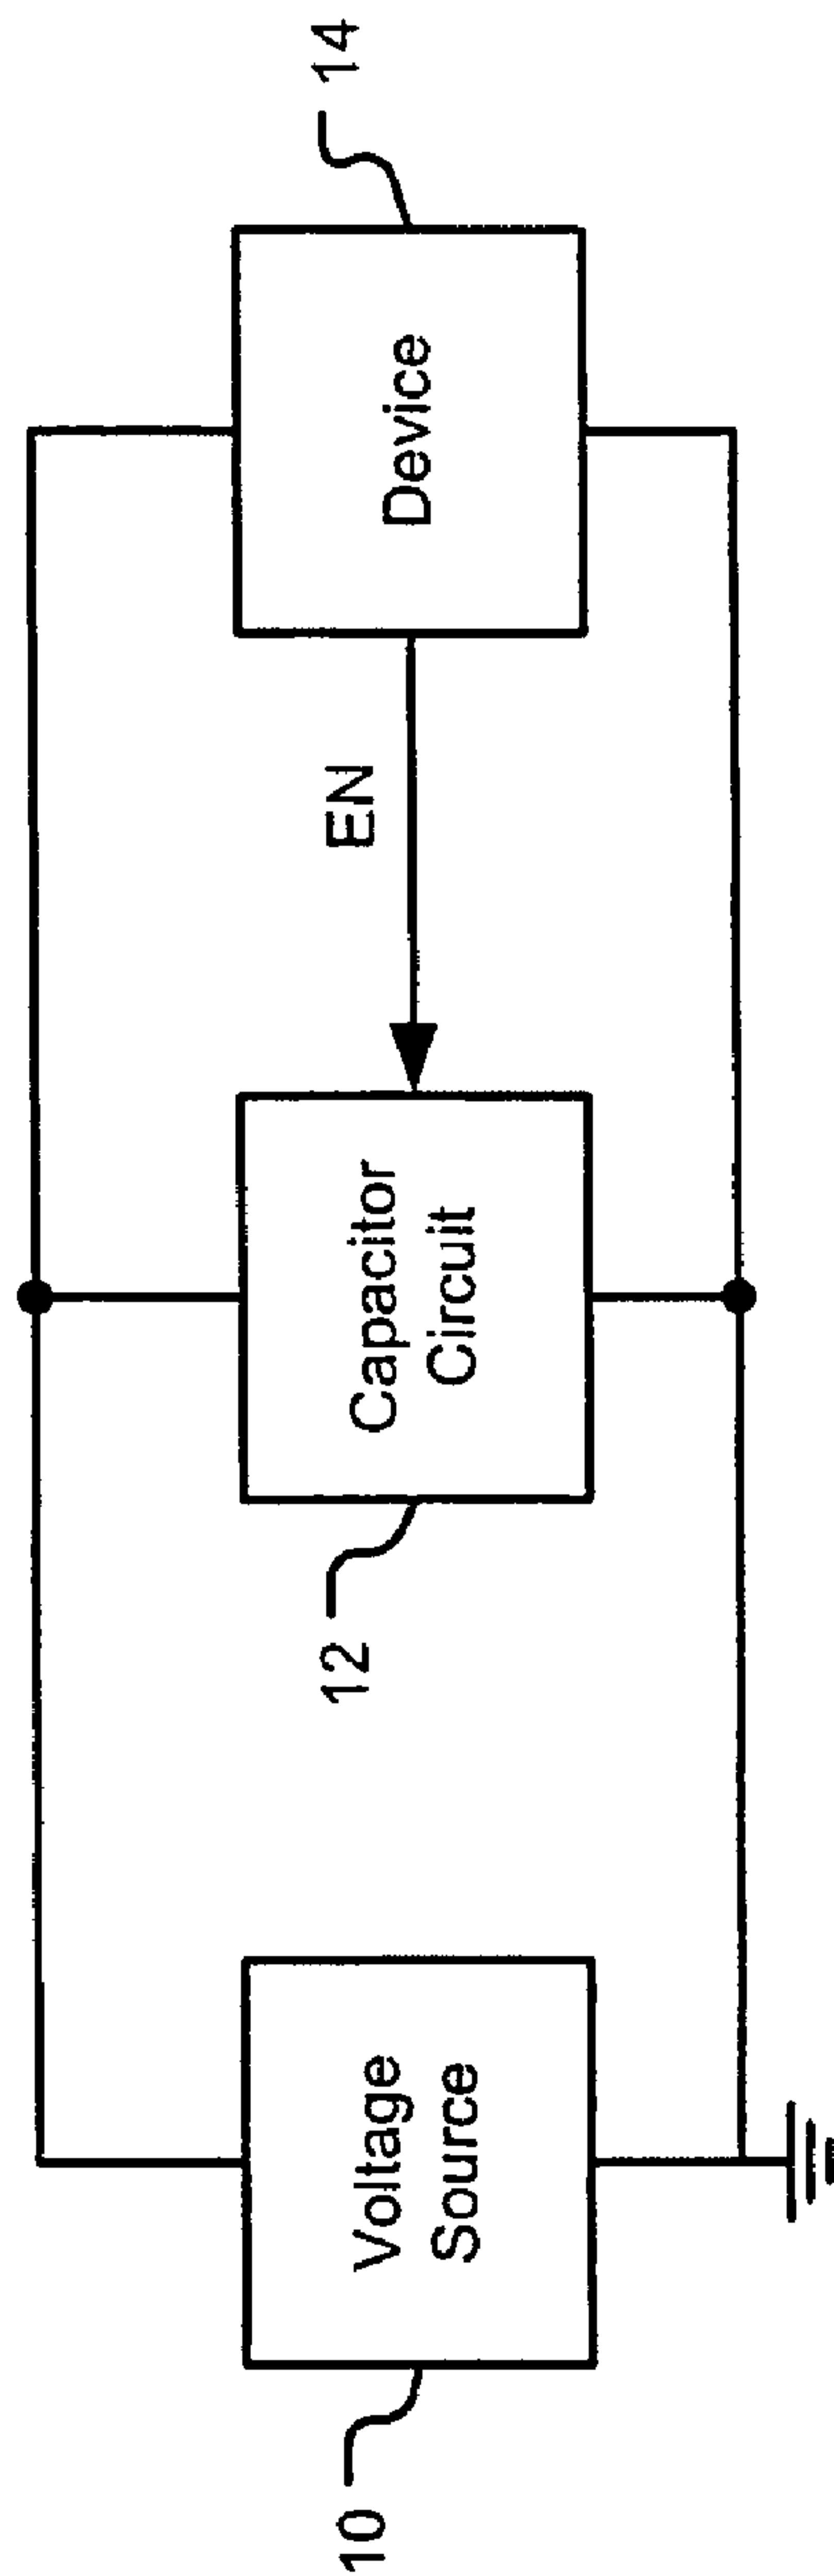 10
Voltage
Source
12
Capacitor
Circuit
EN
Device
14